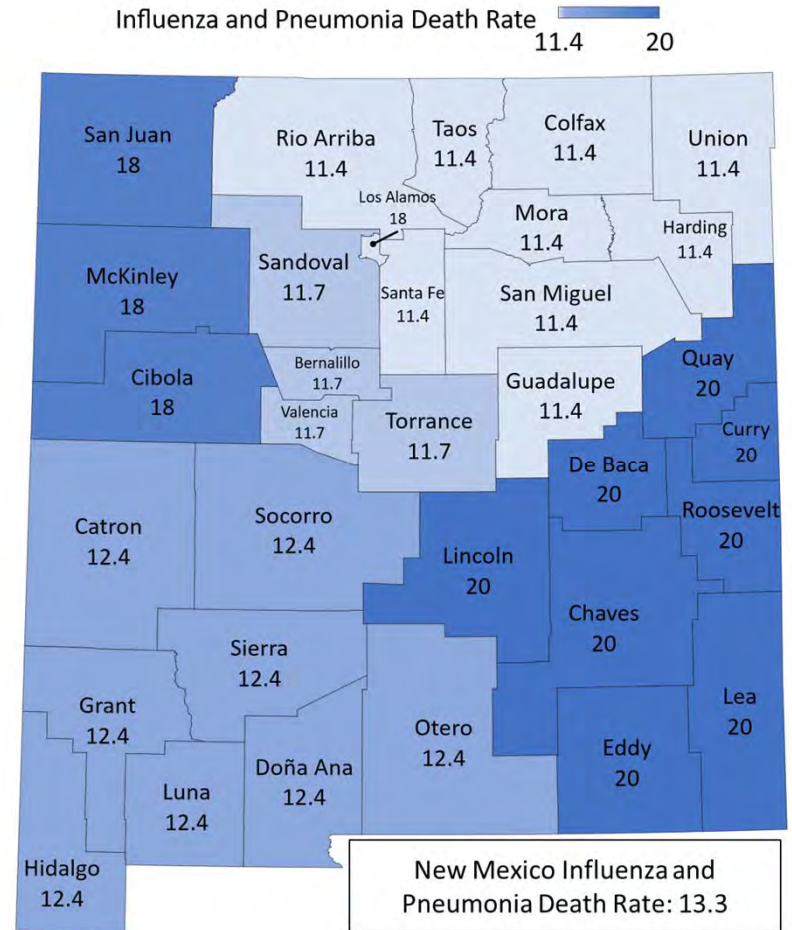 Influenza and Pneumonia Death Rate
11.4 20
San Juan
18
Rio Arriba
11.4
Taos
11.4
Colfax
11.4
Union
11.4
Los Alamos
18
Mora
11.4
Harding
11.4
McKinley
18
Sandoval
11.7
Santa Fe
11.4
San Miguel
11.4
Cibola
18
Bernalillo
11.7
Valencia
11.7
Torrance
11.7
Guadalupe
11.4
Quay
20
Curry
20
De Baca
20
Roosevelt
20
Catron
12.4
Socorro
12.4
Lincoln
20
Chaves
20
Sierra
12.4
Grant
12.4
Otero
12.4
Lea
20
Eddy
20
Luna
12.4
Doña Ana
12.4
Hidalgo
12.4
New Mexico Influenza and
Pneumonia Death Rate: 13.3